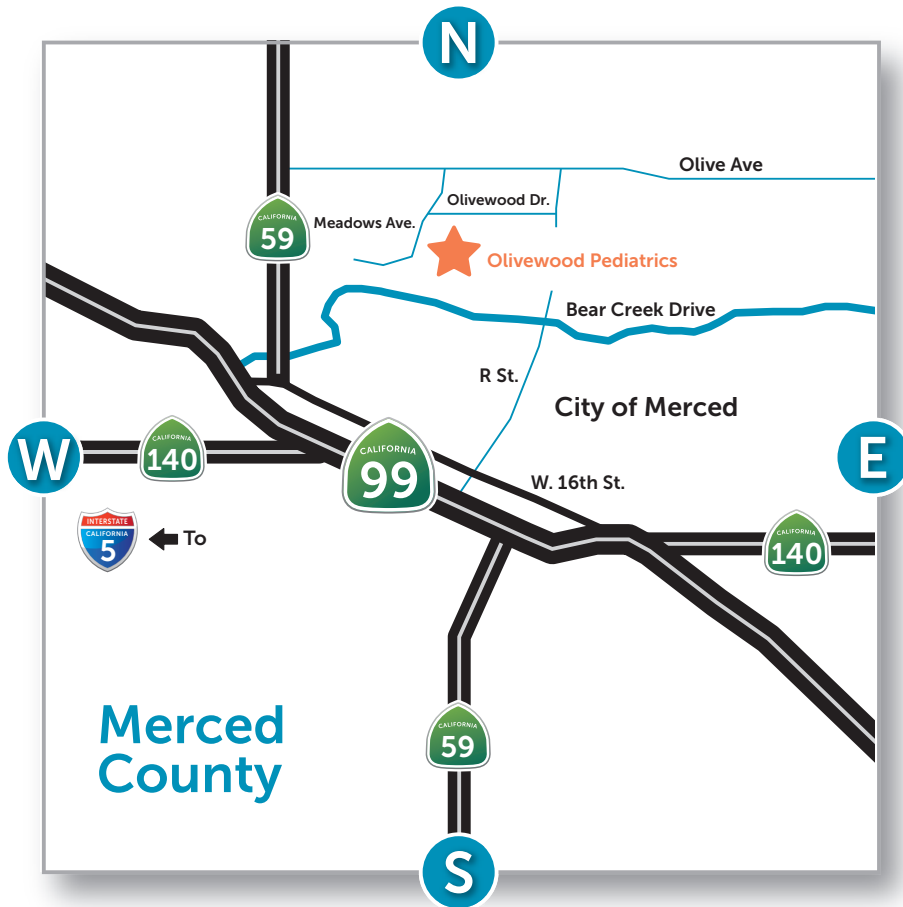 N
Olive Ave
Olivewood Dr.
Meadows Ave.
CALIFORNIA
59
Olivewood Pediatrics
Bear Creek Drive
R St.
City of Merced
W
CALIFORNIA
140
CALIFORNIA
99
E
W. 16th St.
INTERSTATE
CALIFORNIA
5
To
CALIFORNIA
140
Merced
County
CALIFORNIA
59
S